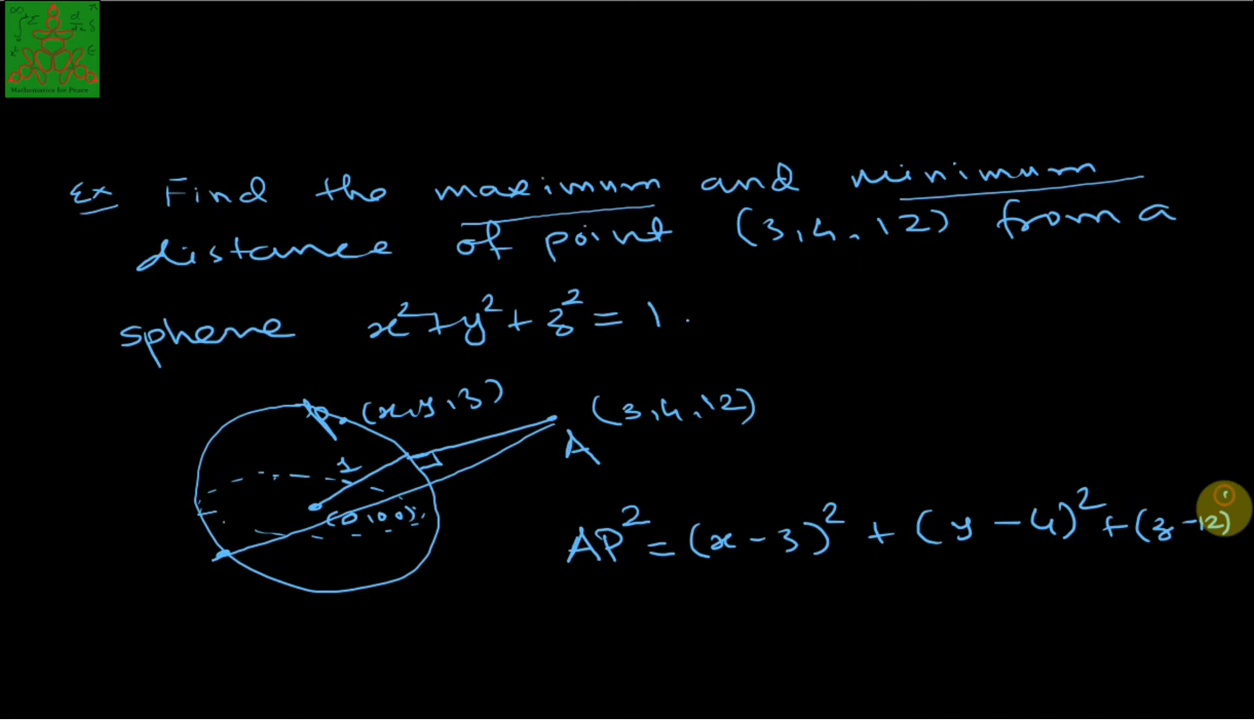 Mathematics for Peace
Ex Find the maximum and minimum
distance of point (3,4,12) from a
sphere x²+y²+z²=1.
P (x,y,z)
(3,4,12)
A
1
(0,0,0)
AP² = (x-3)² + (y-4)² + (z-12)